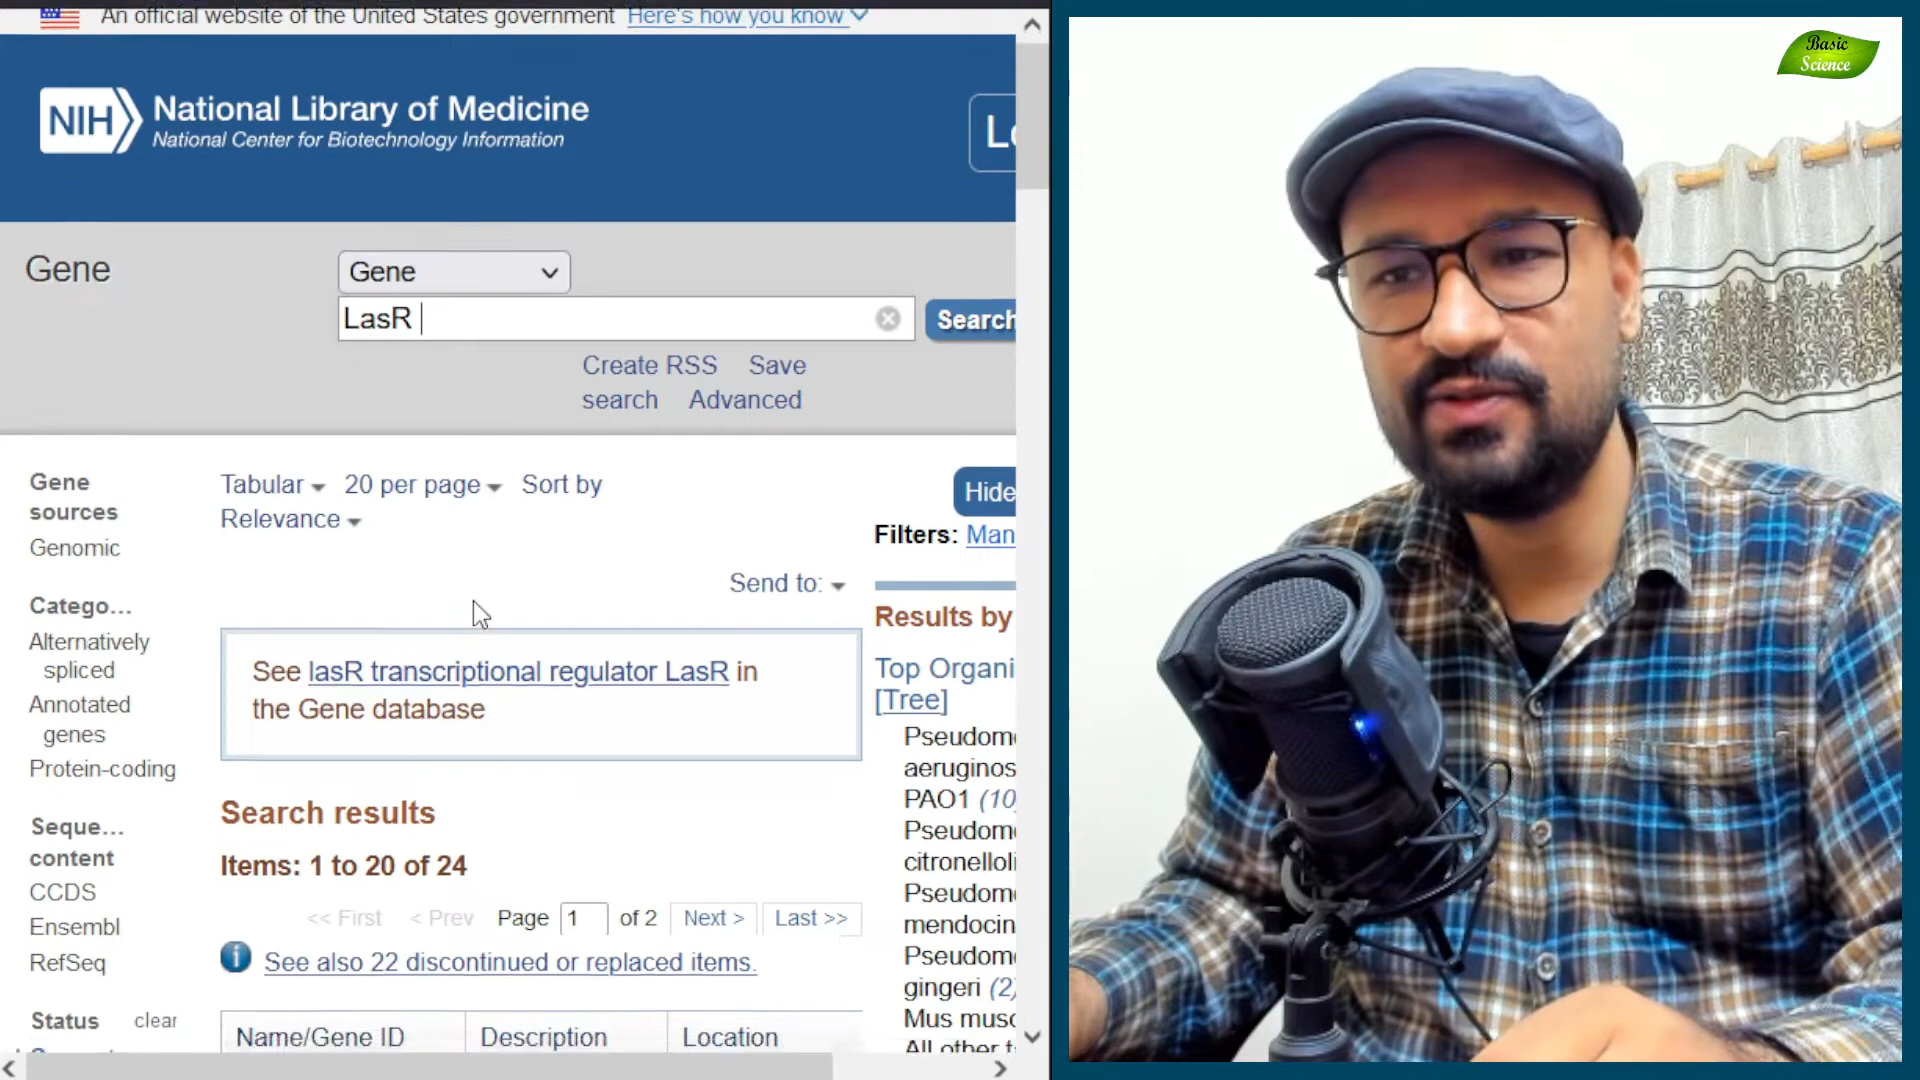 An official website of the United States government Here's how you know
NIH National Library of Medicine
National Center for Biotechnology Information
Gene
Gene
LasR
Search
Create RSS Save
search Advanced
Gene
sources
Genomic
Catego...
Alternatively
spliced
Annotated
genes
Protein-coding
Seque...
content
CCDS
Ensembl
RefSeq
Status clear
Tabular 20 per page Sort by
Relevance
Send to:
See lasR transcriptional regulator LasR in
the Gene database
Search results
Items: 1 to 20 of 24
<< First < Prev Page 1 of 2 Next > Last >>
See also 22 discontinued or replaced items.
Name/Gene ID Description Location
Hide
Filters: Man
Results by
Top Organi
[Tree]
Pseudom
aeruginos
PAO1 (10)
Pseudom
citronelloli
Pseudom
mendocin
Pseudom
gingeri (2)
Mus musc
All other t
Basic
Science